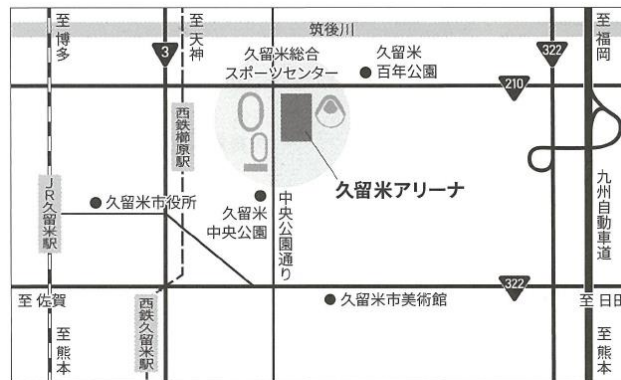 至博多
3
至天神
筑後川
322
至福岡
久留米総合
スポーツセンター
久留米
百年公園
210
西鉄櫛原駅
久留米アリーナ
JR久留米駅
久留米市役所
久留米
中央公園
中央公園通り
九州自動車道
322
至 佐賀
久留米市美術館
至 日田
西鉄久留米駅
至熊本
至熊本